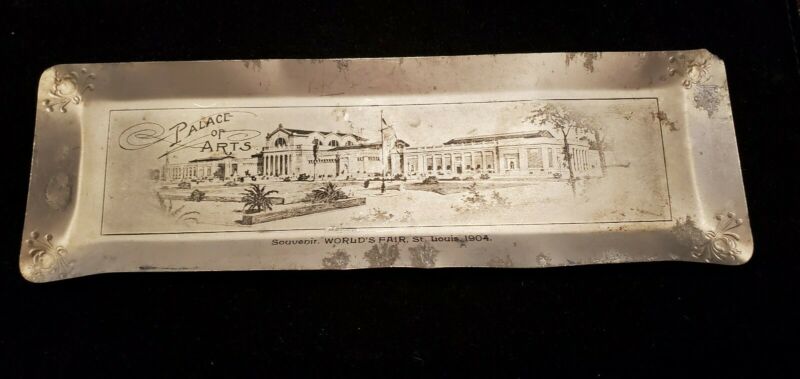 PALACE
OF
ARTS
Souvenir. WORLD'S FAIR, St. Louis, 1904.